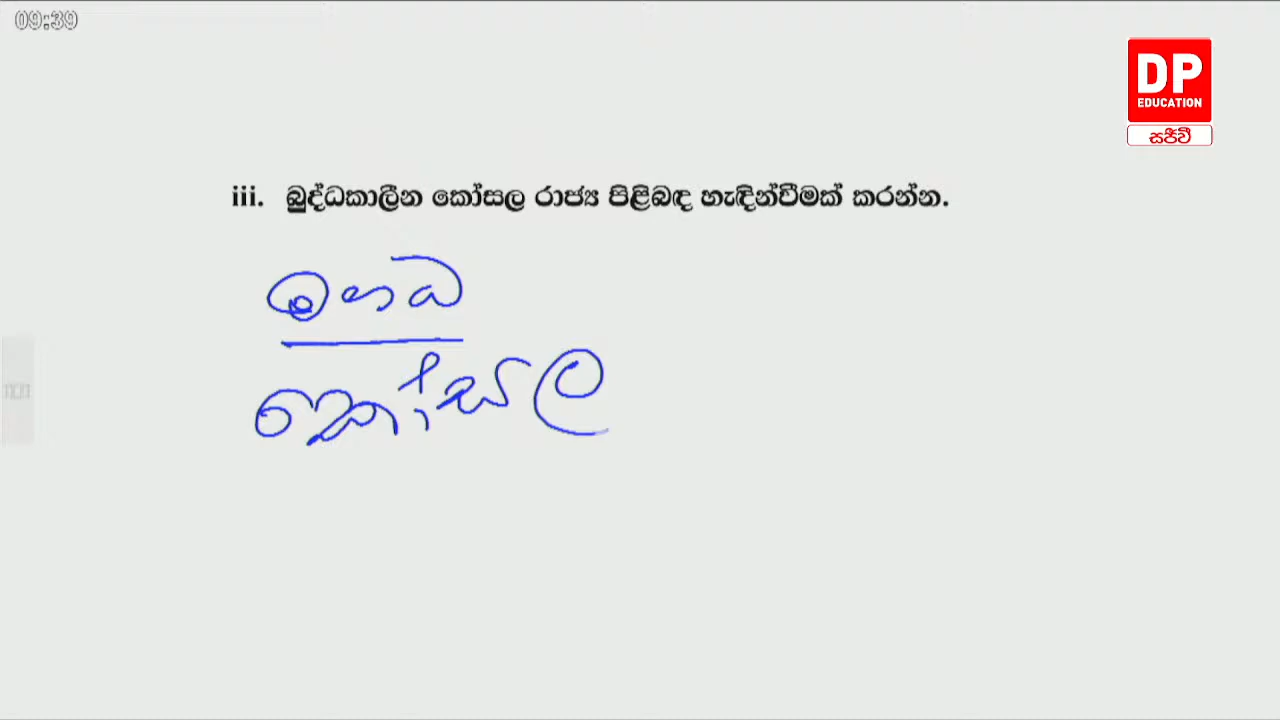 09:39
DP
EDUCATION
සජීවී
iii. බුද්ධකාලීන කෝසල රාජ්‍ය පිළිබඳ හැඳින්වීමක් කරන්න.
මගධ
කෝසල